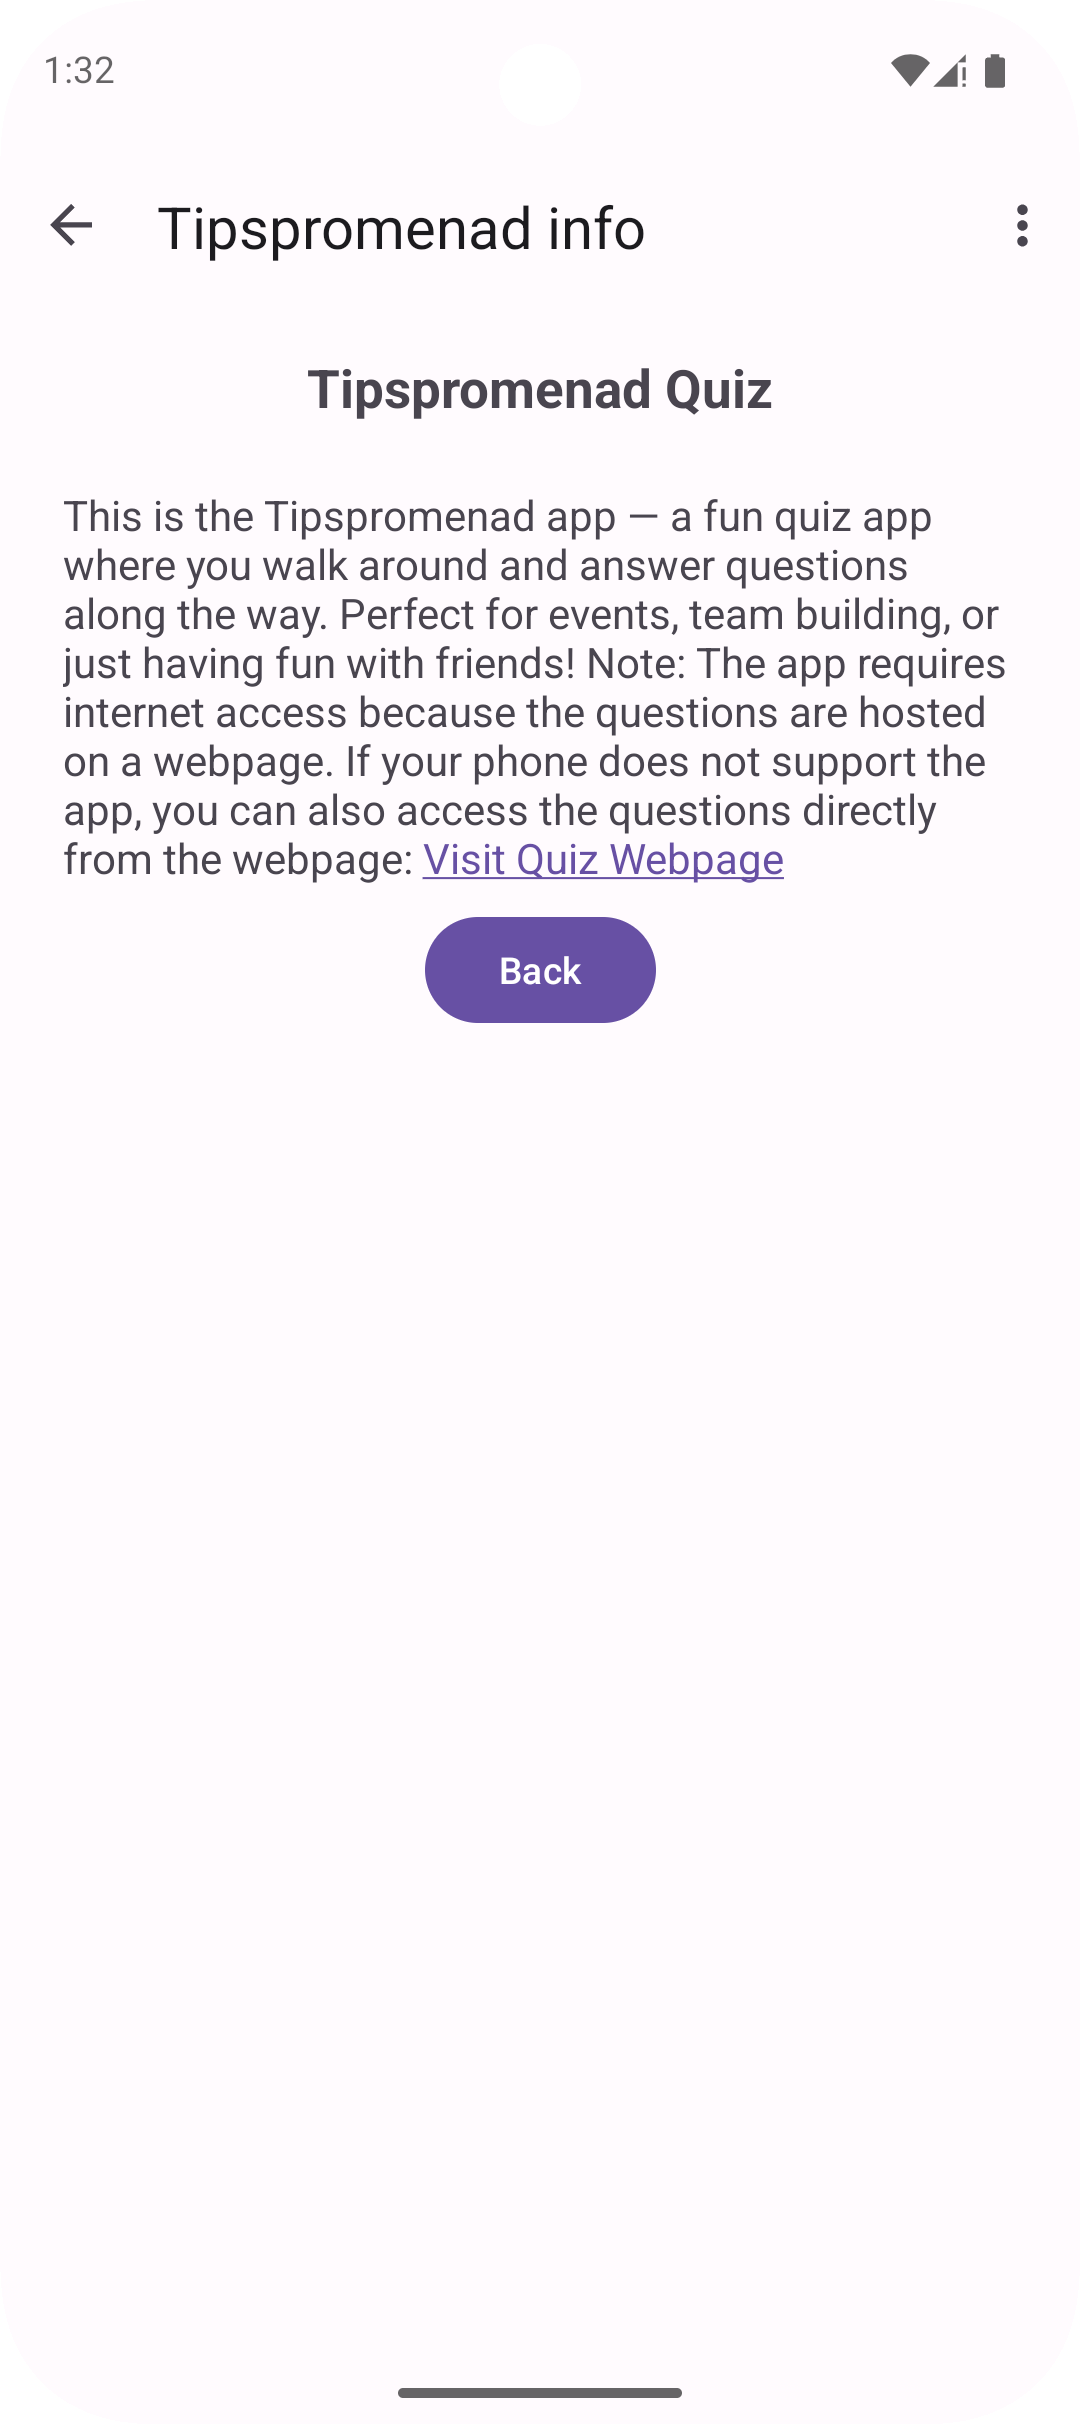 1:32
Tipspromenad info
Tipspromenad Quiz
This is the Tipspromenad app — a fun quiz app
where you walk around and answer questions
along the way. Perfect for events, team building, or
just having fun with friends! Note: The app requires
internet access because the questions are hosted
on a webpage. If your phone does not support the
app, you can also access the questions directly
from the webpage: Visit Quiz Webpage
Back